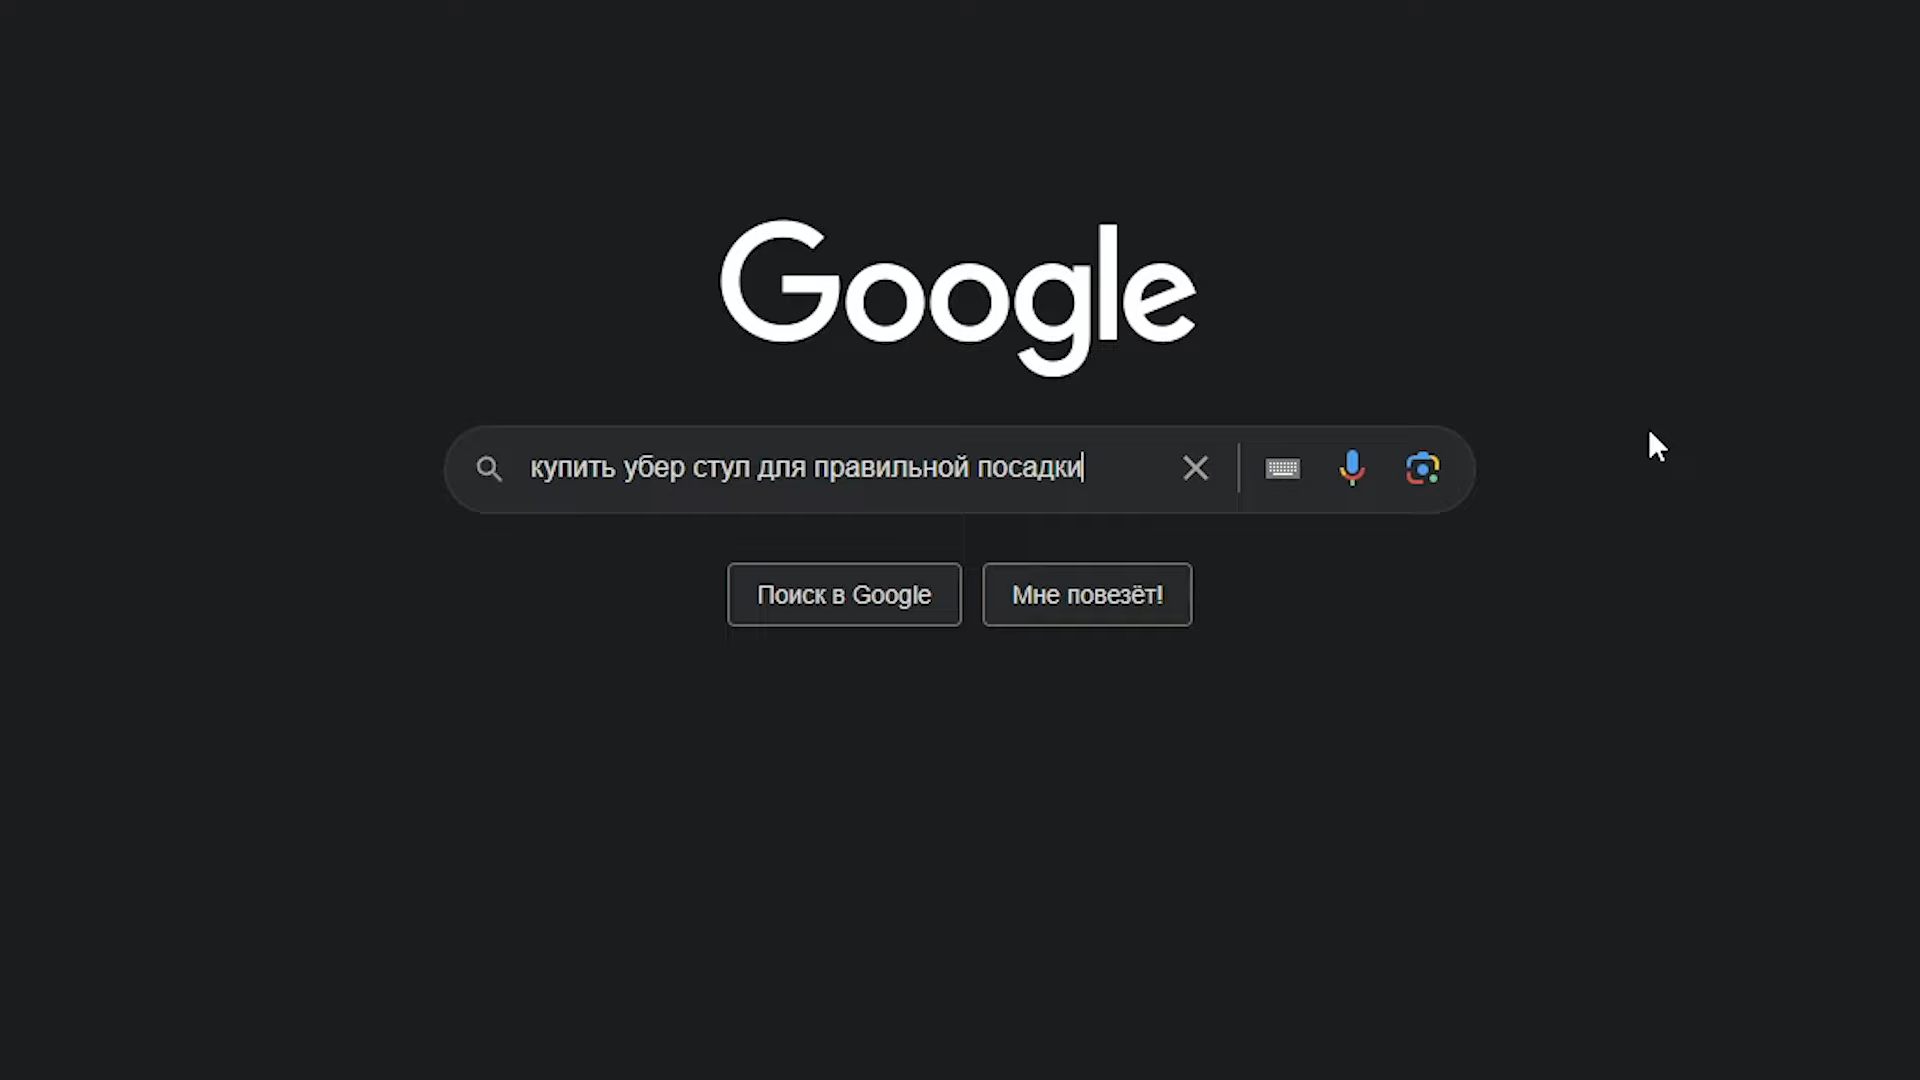 Google
купить убер стул для правильной посадки
Поиск в Google
Мне повезёт!